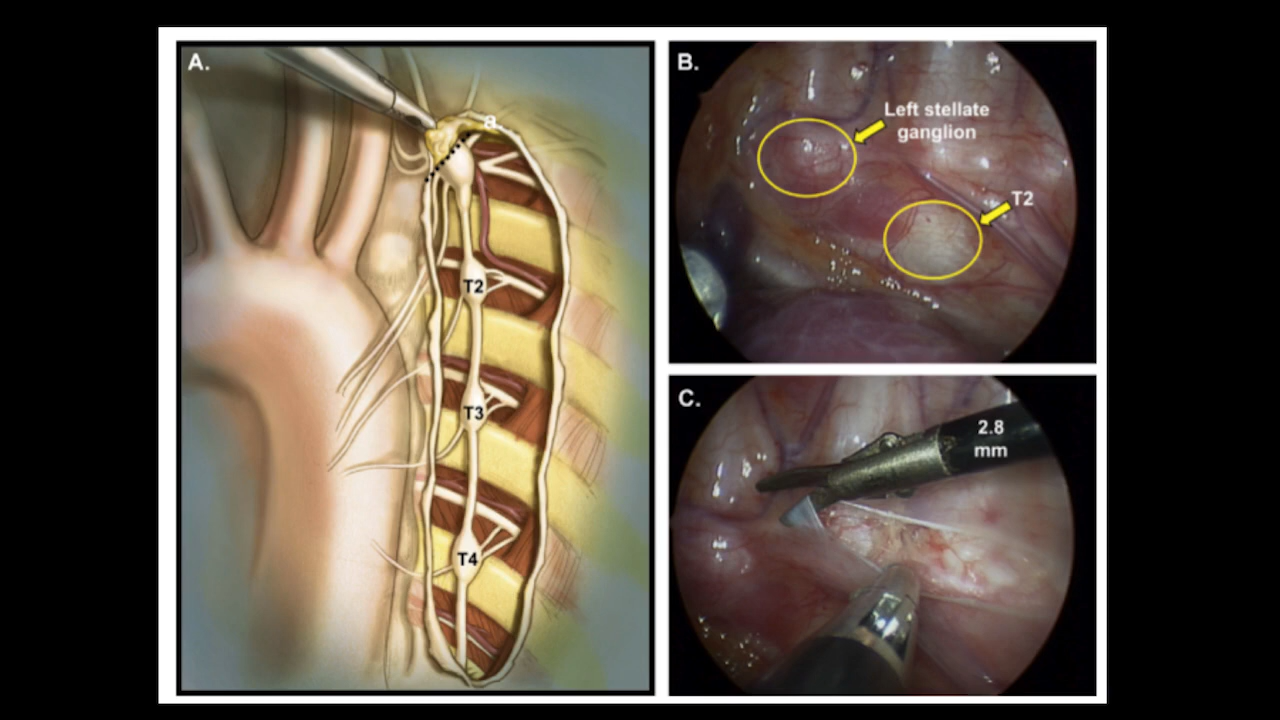 A.
a.
T2
T3
T4
B.
Left stellate
ganglion
T2
C.
2.8
mm